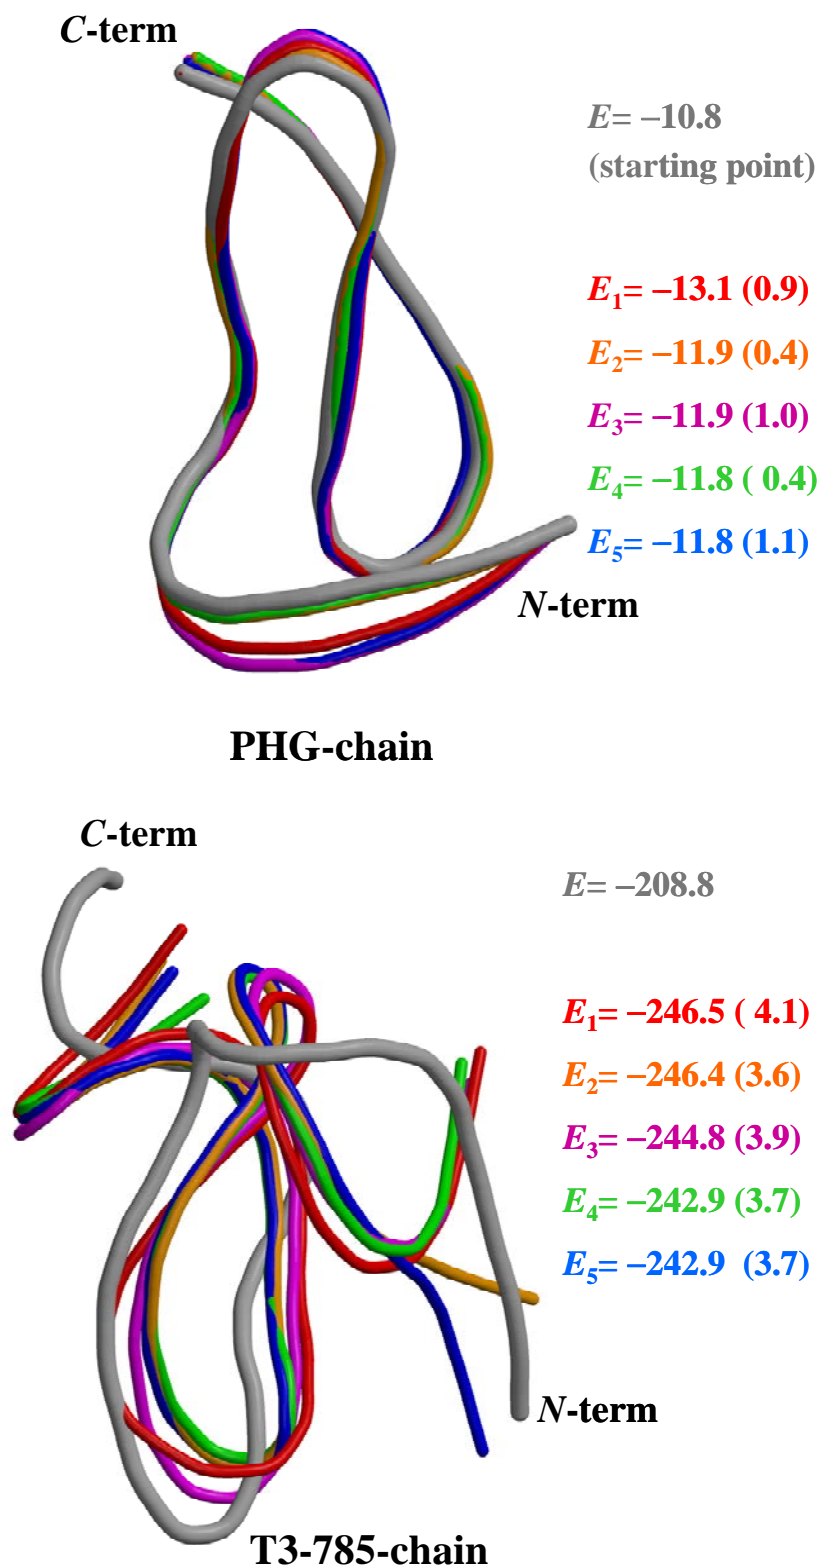 C-term
E= −10.8
(starting point)
E1= −13.1 (0.9)
E2= −11.9 (0.4)
E3= −11.9 (1.0)
E4= −11.8 ( 0.4)
E5= −11.8 (1.1)
N-term
PHG-chain
C-term
E= −208.8
E1= −246.5 ( 4.1)
E2= −246.4 (3.6)
E3= −244.8 (3.9)
E4= −242.9 (3.7)
E5= −242.9  (3.7)
N-term
T3-785-chain